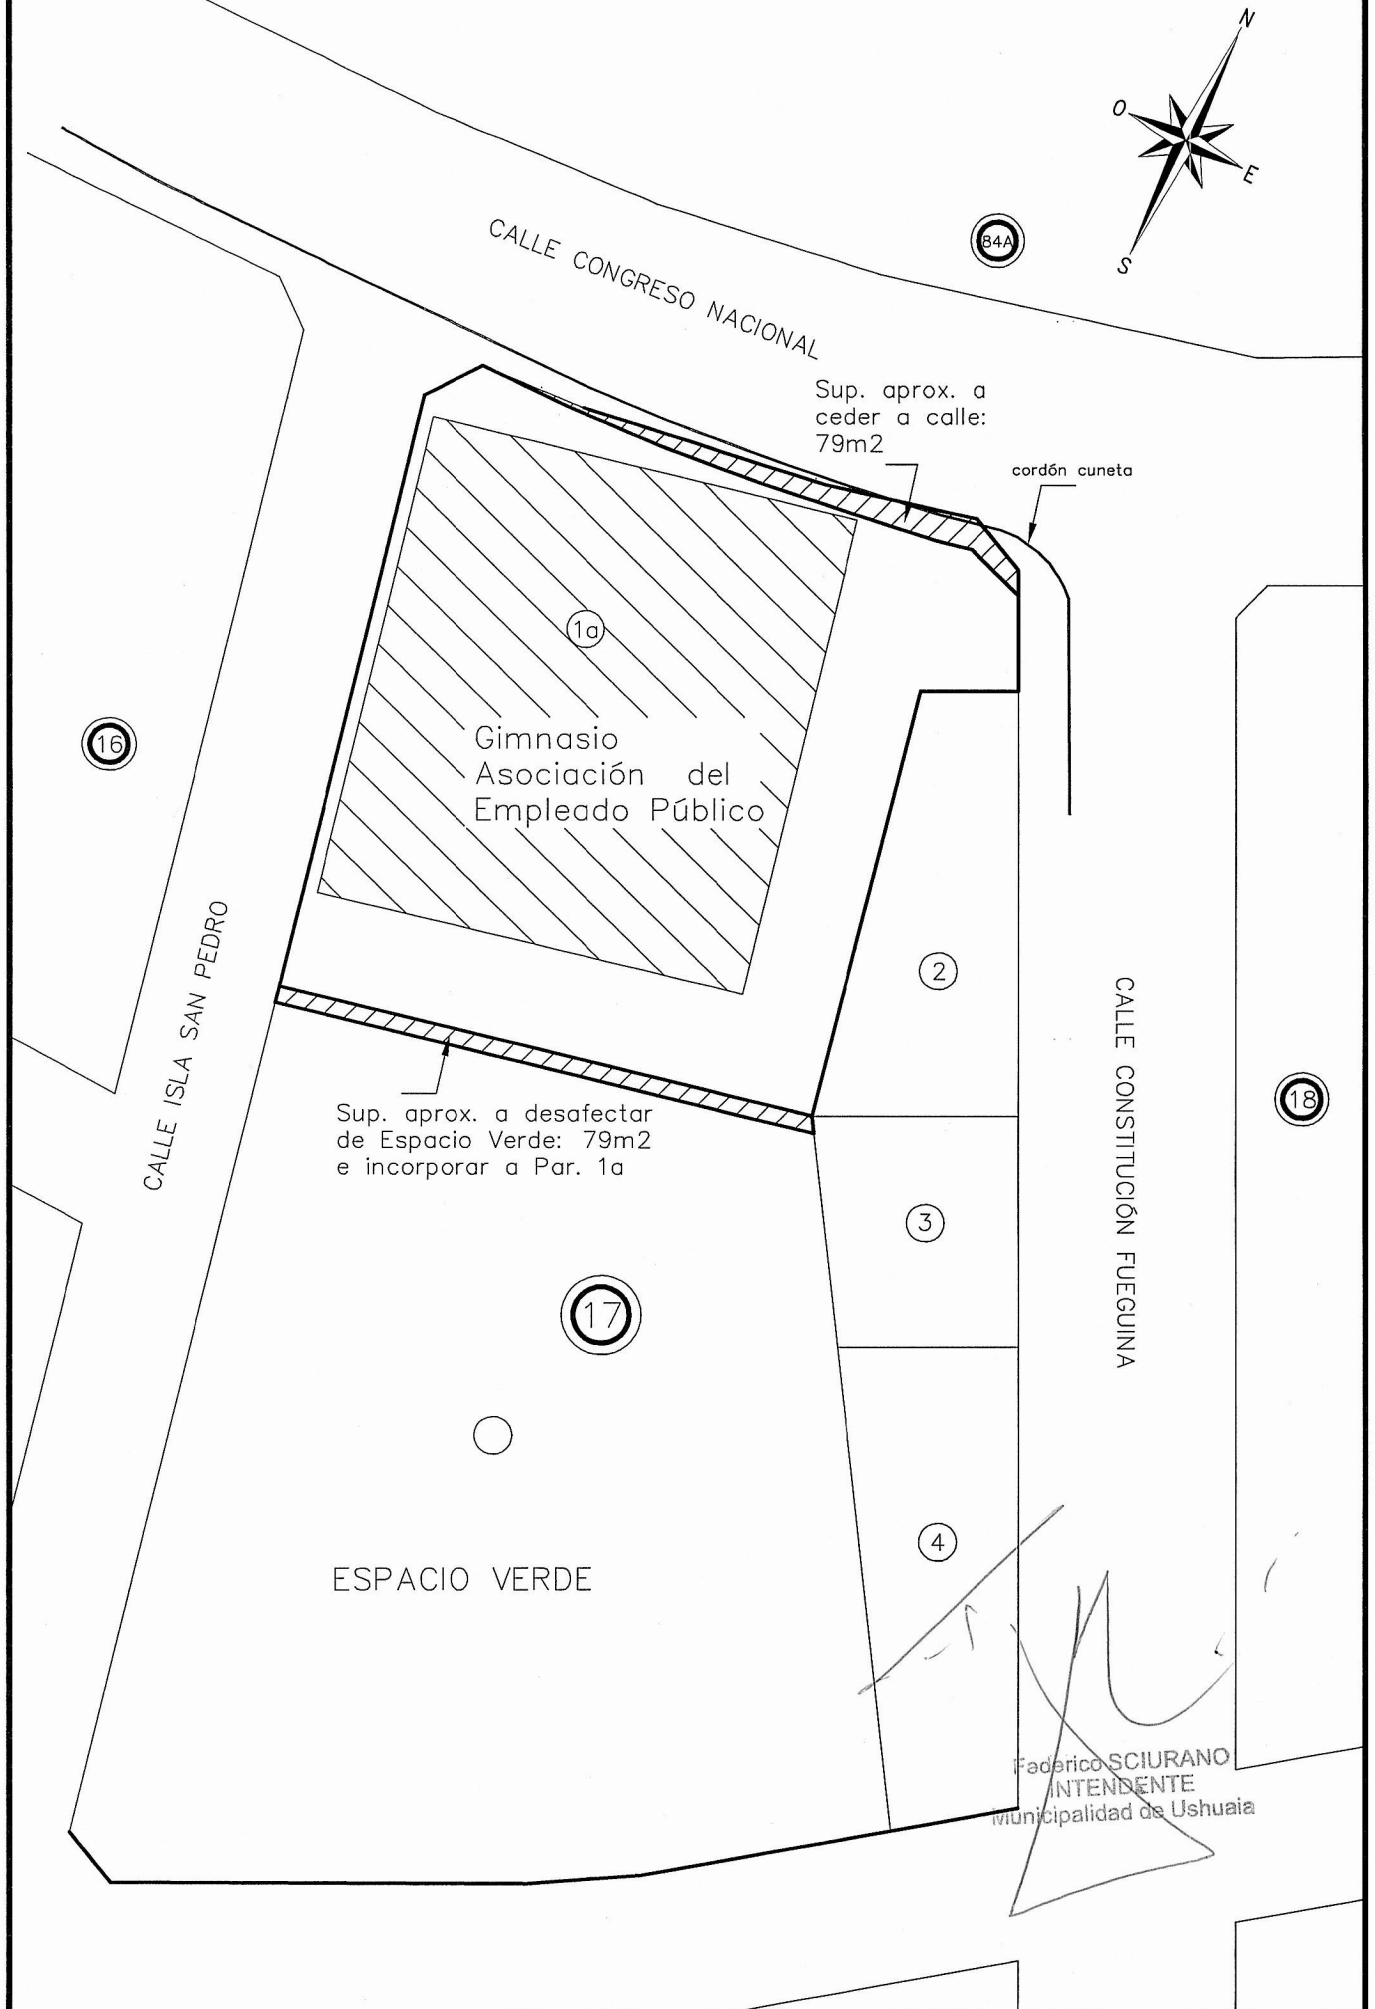 N
O
E
S
84A
CALLE CONGRESO NACIONAL
Sup. aprox. a
ceder a calle:
79m2
cordón cuneta
1a
16
Gimnasio
Asociación del
Empleado Público
CALLE ISLA SAN PEDRO
2
CALLE CONSTITUCIÓN FUEGUINA
18
Sup. aprox. a desafectar
de Espacio Verde: 79m2
e incorporar a Par. 1a
3
17
4
ESPACIO VERDE
Faderico SCIURANO
INTENDENTE
Municipalidad de Ushuaia